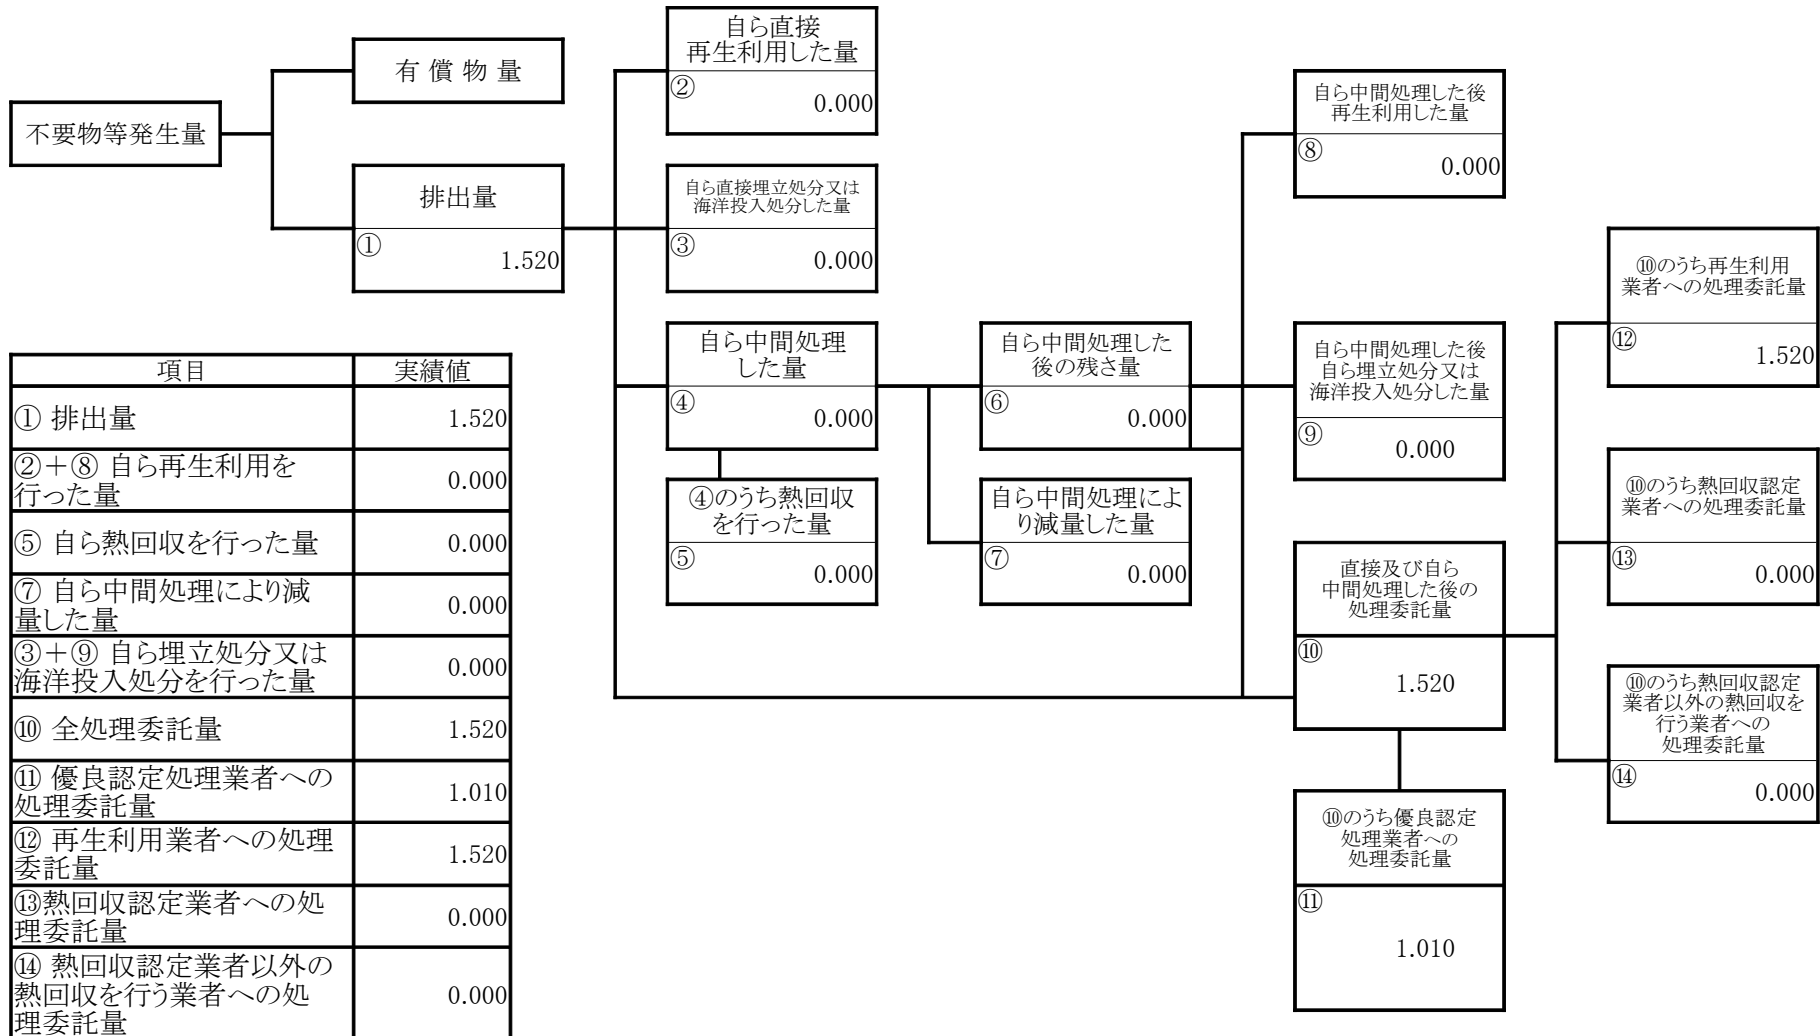 不要物等発生量
有償物量
排出量
①
1.520
自ら直接
再生利用した量
②
0.000
自ら直接埋立処分又は
海洋投入処分した量
③
0.000
自ら中間処理
した量
④
0.000
④のうち熱回収
を行った量
⑤
0.000
自ら中間処理した
後の残さ量
⑥
0.000
自ら中間処理によ
り減量した量
⑦
0.000
自ら中間処理した後
再生利用した量
⑧
0.000
自ら中間処理した後
自ら埋立処分又は
海洋投入処分した量
⑨
0.000
直接及び自ら
中間処理した後の
処理委託量
⑩
1.520
⑩のうち優良認定
処理業者への
処理委託量
⑪
1.010
⑩のうち再生利用
業者への処理委託量
⑫
1.520
⑩のうち熱回収認定
業者への処理委託量
⑬
0.000
⑩のうち熱回収認定
業者以外の熱回収を
行う業者への
処理委託量
⑭
0.000
項目 実績値
① 排出量 1.520
②＋⑧ 自ら再生利用を
行った量 0.000
⑤ 自ら熱回収を行った量 0.000
⑦ 自ら中間処理により減
量した量 0.000
③＋⑨ 自ら埋立処分又は
海洋投入処分を行った量 0.000
⑩ 全処理委託量 1.520
⑪ 優良認定処理業者への
処理委託量 1.010
⑫ 再生利用業者への処理
委託量 1.520
⑬熱回収認定業者への処
理委託量 0.000
⑭ 熱回収認定業者以外の
熱回収を行う業者への処
理委託量 0.000